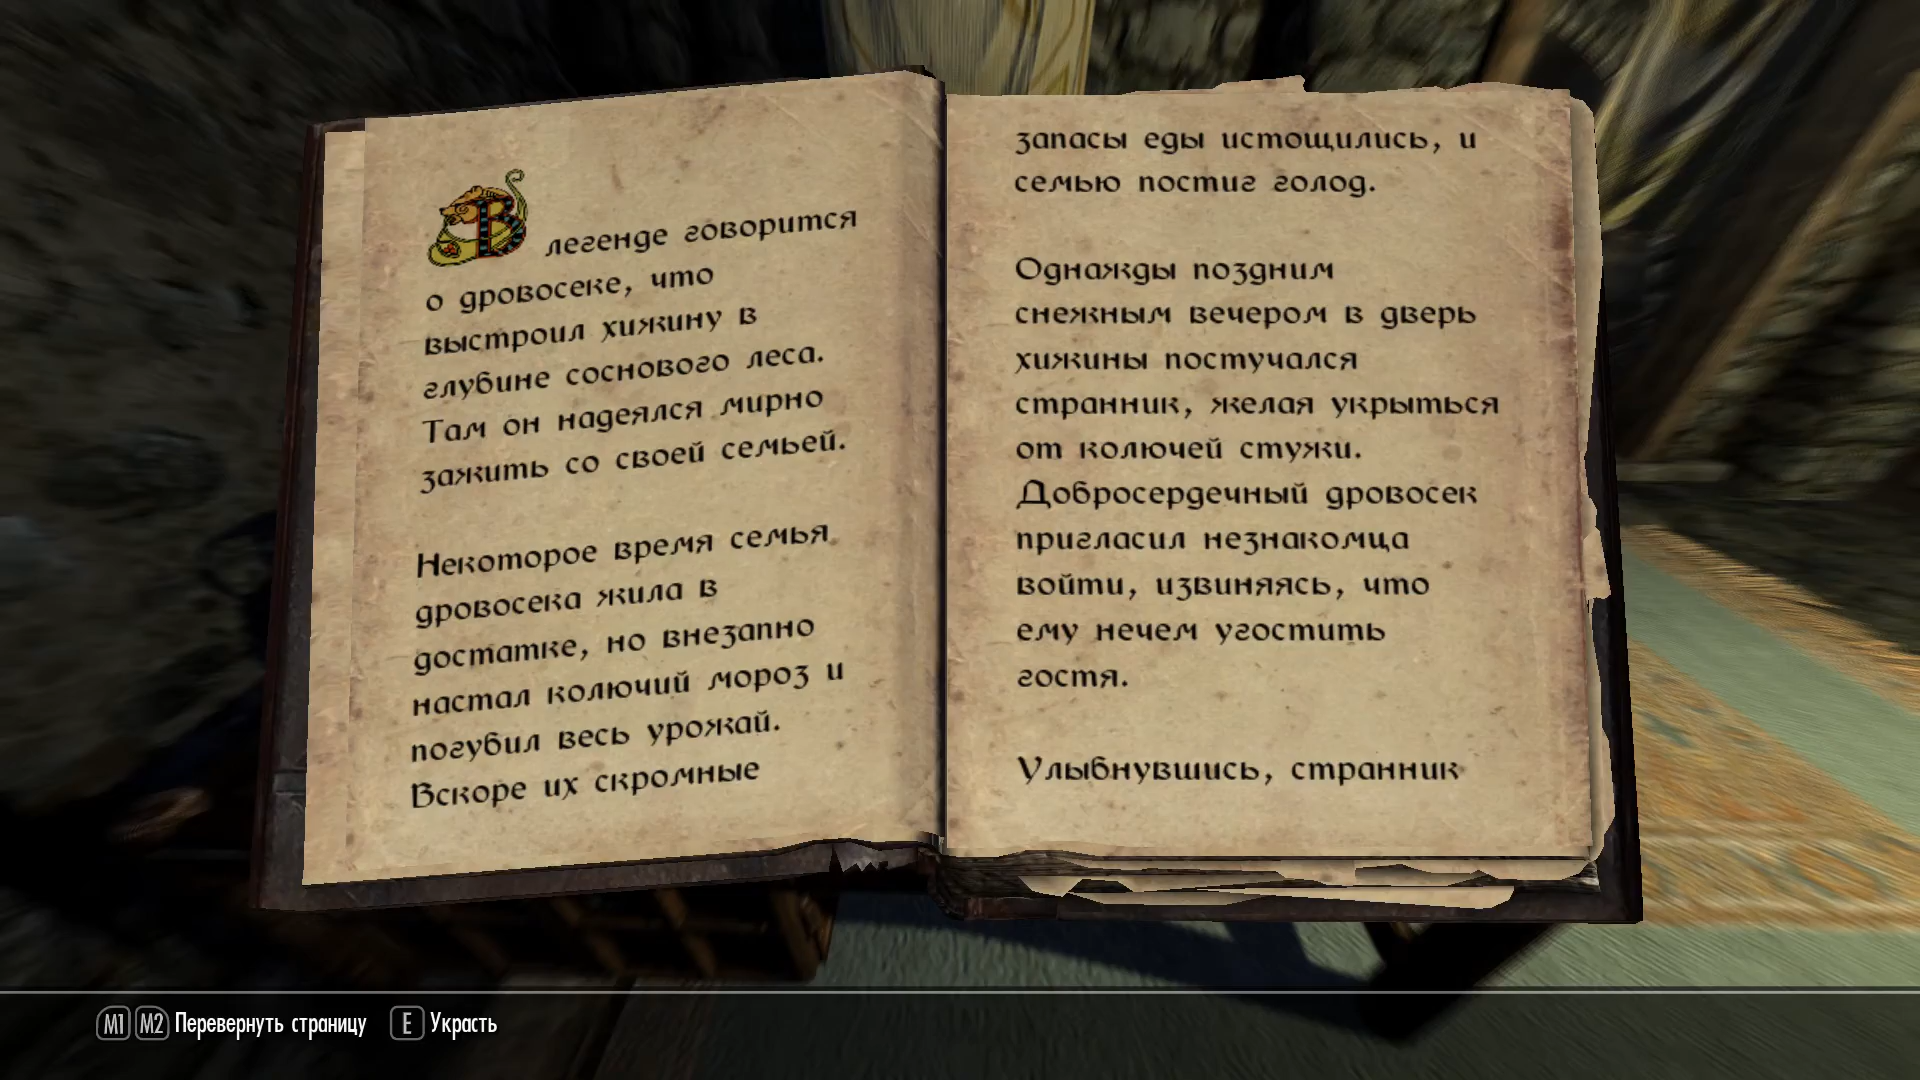 В легенде говорится
о дровосеке, что
выстроил хижину в
глубине соснового леса.
Там он надеялся мирно
зажить со своей семьей.
Некоторое время семья
дровосека жила в
достатке, но внезапно
настал колючий мороз и
погубил весь урожай.
Вскоре их скромные
запасы еды истощились, и
семью постиг голод.
Однажды поздним
снежным вечером в дверь
хижины постучался
странник, желая укрыться
от колючей стужи.
Добросердечный дровосек
пригласил незнакомца
войти, извиняясь, что
ему нечем угостить
гостя.
Улыбнувшись, странник
M1 M2 Перевернуть страницу E Украсть